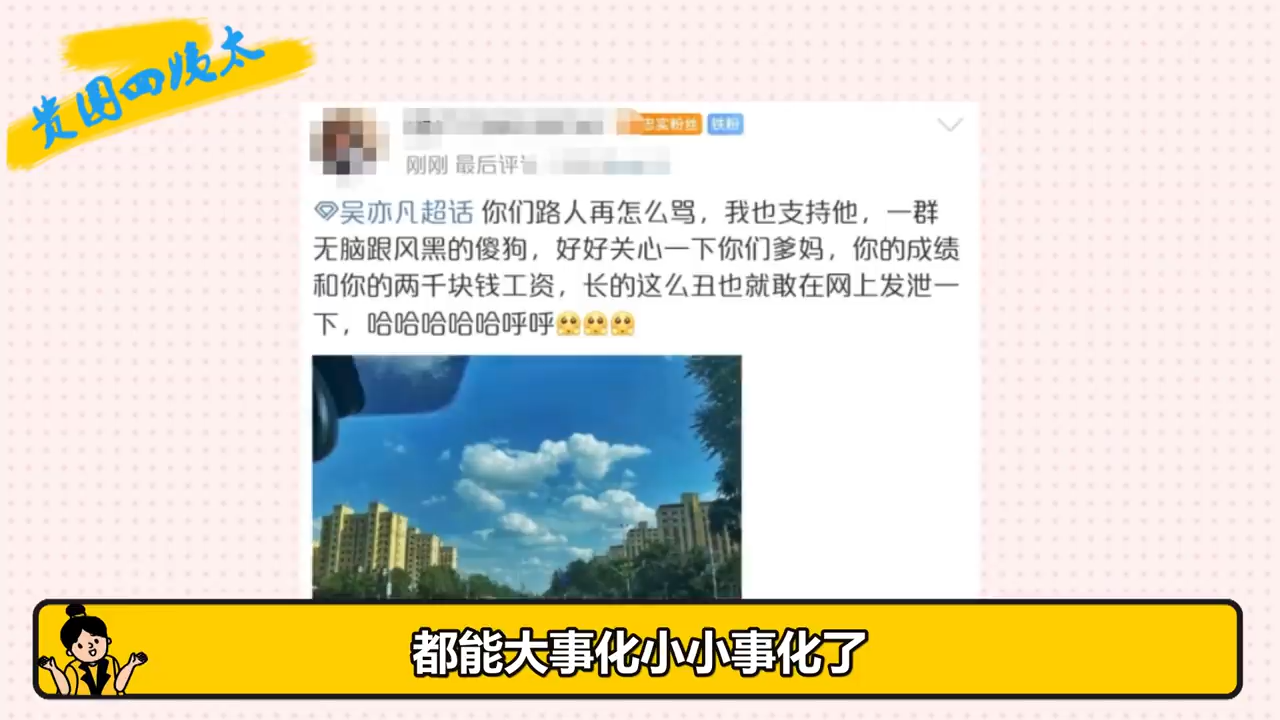 贵圈四姨太
忠实粉丝 铁粉
刚刚 最后评
吴亦凡超话 你们路人再怎么骂，我也支持他，一群
无脑跟风黑的傻狗，好好关心一下你们爹妈，你的成绩
和你的两千块钱工资，长的这么丑也就敢在网上发泄一
下，哈哈哈哈哈呼呼
都能大事化小小事化了